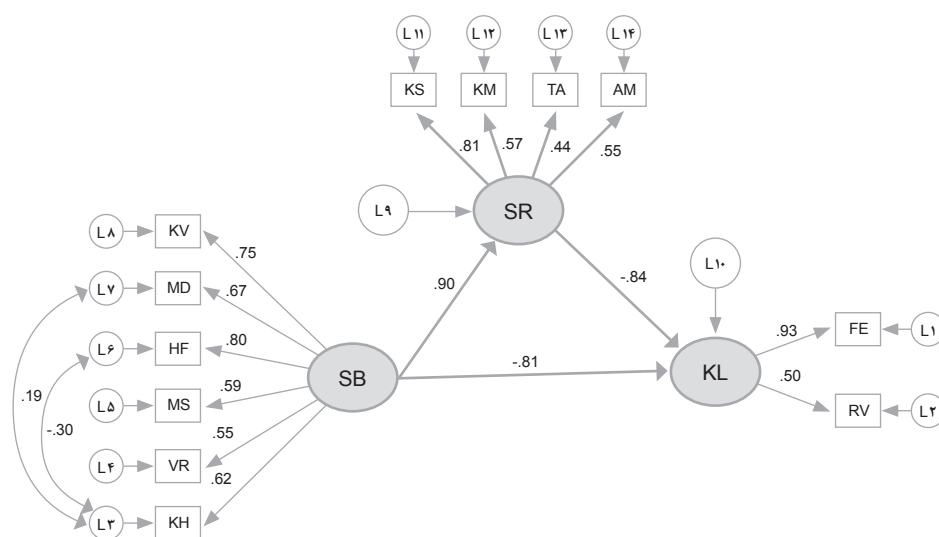 L۱۱ L۱۲ L۱۳ L۱۴
KS KM TA AM
.81 .57 .44 .55
L۹ SR
L۸ KV .75
L۷ MD .67
L۶ HF .80
L۵ MS .59
L۴ VR .55
L۳ KH .62
.19
-.30
SB
.90
-.84
-.81
L۱۰
KL
.93 FE L۱
.50 RV L۲